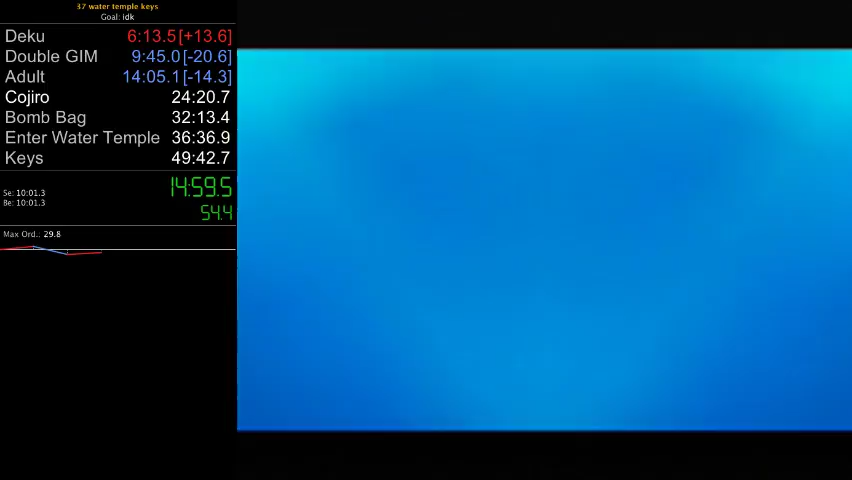 37 water temple keys
Goal: idk
Deku 6:13.5[+13.6]
Double GIM 9:45.0[-20.6]
Adult 14:05.1[-14.3]
Cojiro 24:20.7
Bomb Bag 32:13.4
Enter Water Temple 36:36.9
Keys 49:42.7
14:59.5
Se: 10:01.3
Be: 10:01.3
54.4
Max Ord.: 29.8